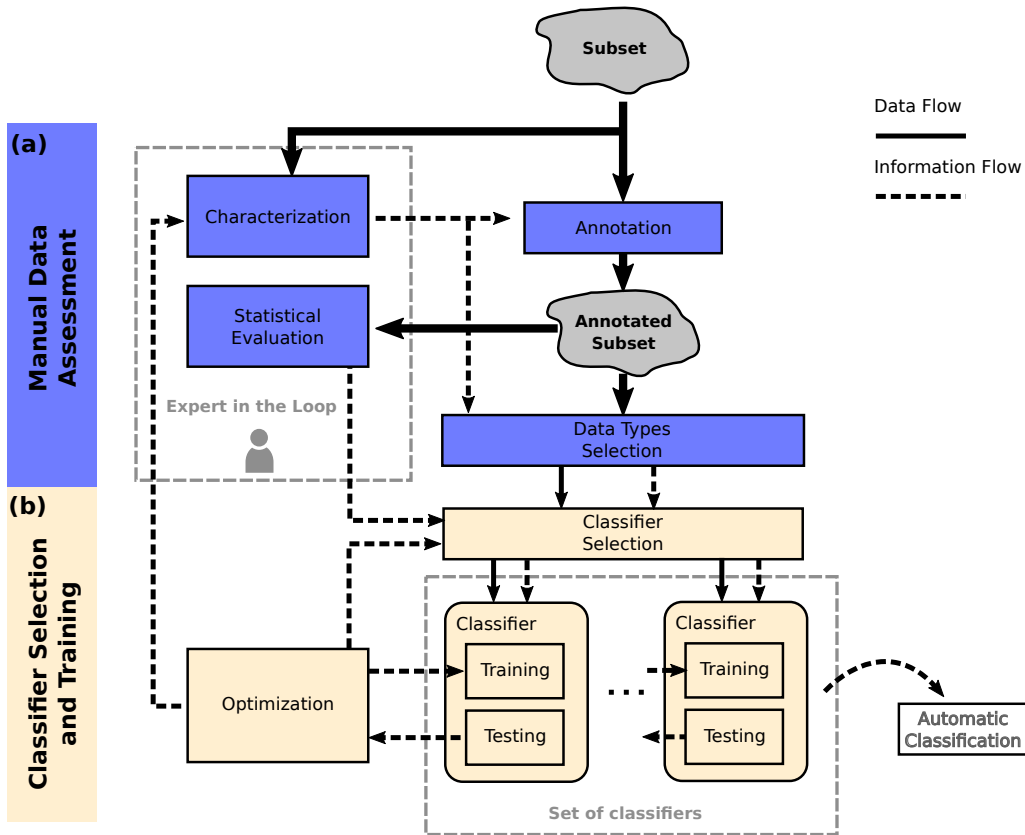 Subset
Data Flow
Information Flow
(a)
Manual Data
Assessment
Characterization
Annotation
Statistical
Evaluation
Annotated
Subset
Expert in the Loop
Data Types
Selection
(b)
Classifier Selection
and Training
Classifier
Selection
Classifier
Training
Testing
...
Classifier
Training
Testing
Optimization
Set of classifiers
Automatic
Classification